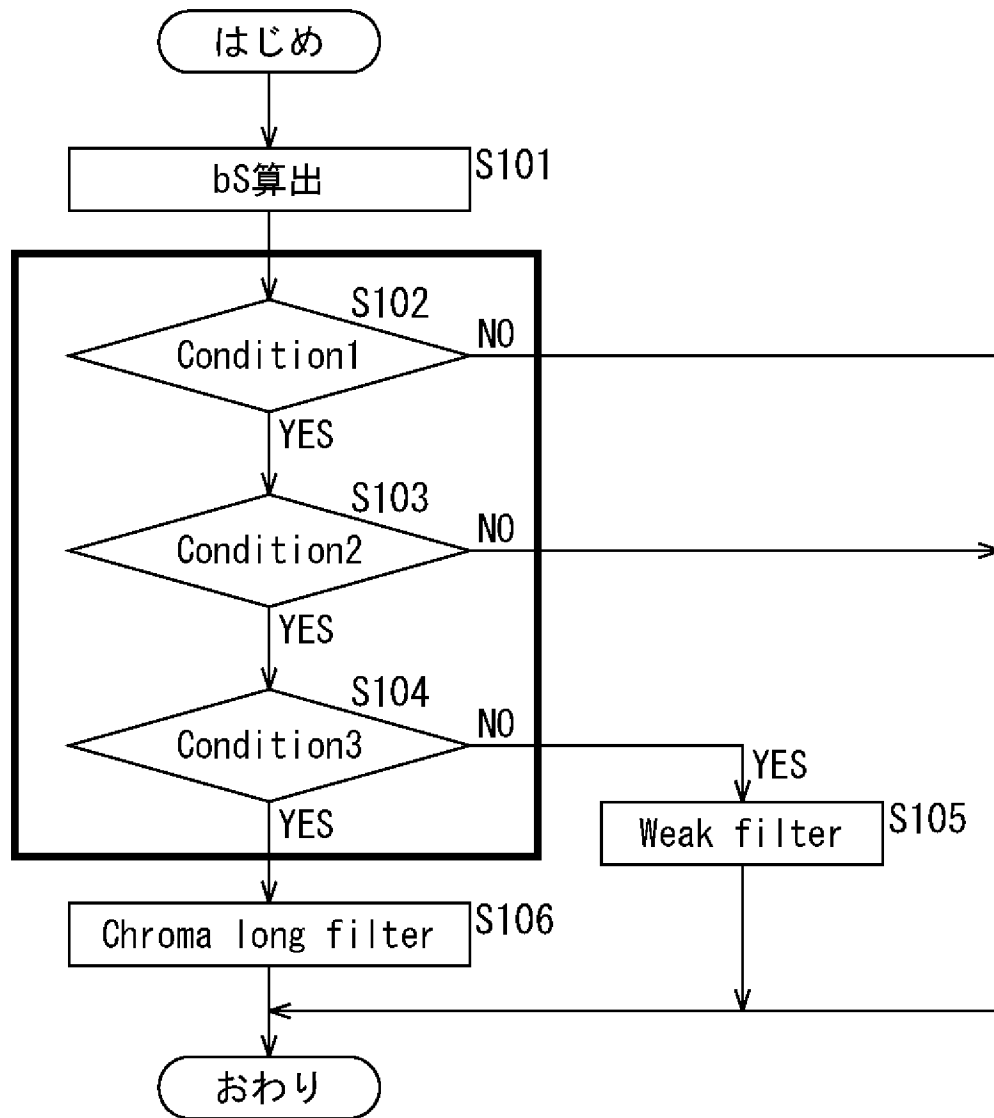 はじめ
bS算出
S101
S102
Condition1
NO
YES
S103
Condition2
NO
YES
S104
Condition3
NO
YES
YES
Weak filter
S105
Chroma long filter
S106
おわり